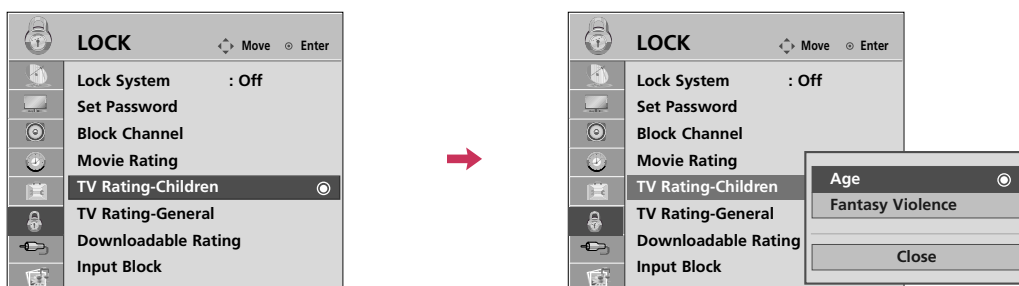 LOCK Move Enter
Lock System : Off
Set Password
Block Channel
Movie Rating
TV Rating-Children
TV Rating-General
Downloadable Rating
Input Block
LOCK Move Enter
Lock System : Off
Set Password
Block Channel
Movie Rating
TV Rating-Children
TV Rating-General
Downloadable Rating
Input Block
Age
Fantasy Violence
Close